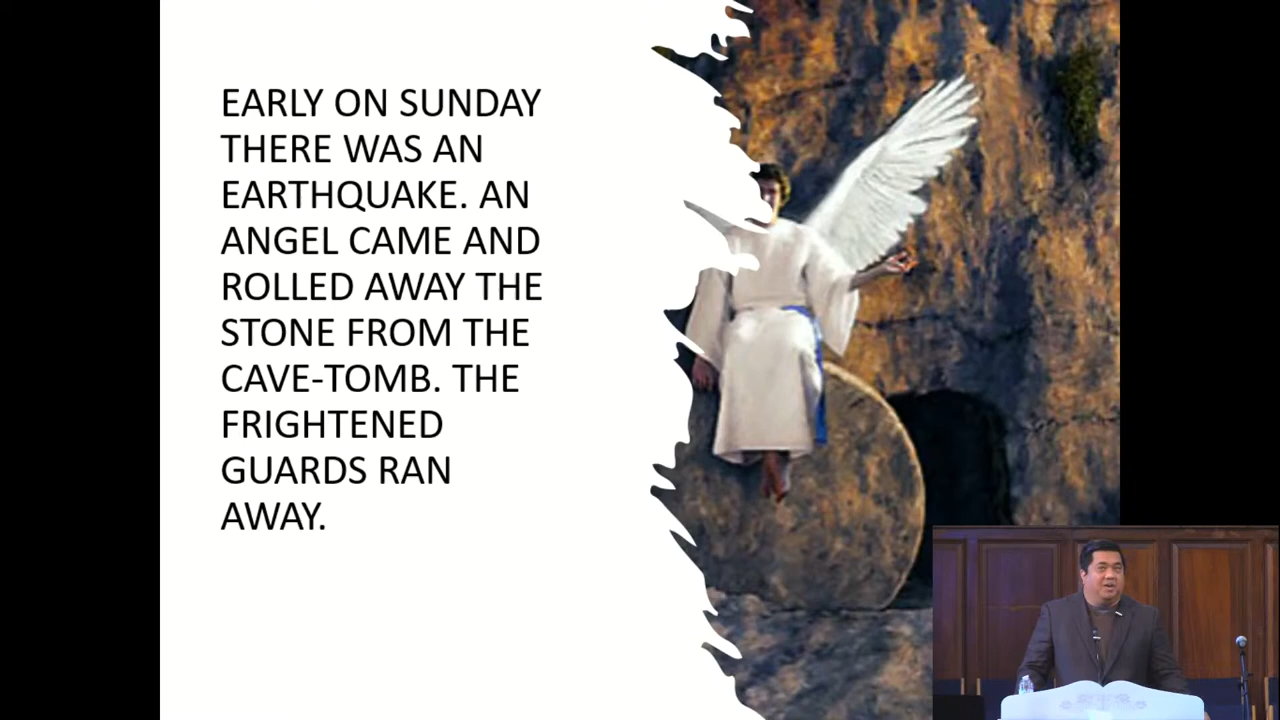 EARLY ON SUNDAY
THERE WAS AN
EARTHQUAKE. AN
ANGEL CAME AND
ROLLED AWAY THE
STONE FROM THE
CAVE-TOMB. THE
FRIGHTENED
GUARDS RAN
AWAY.